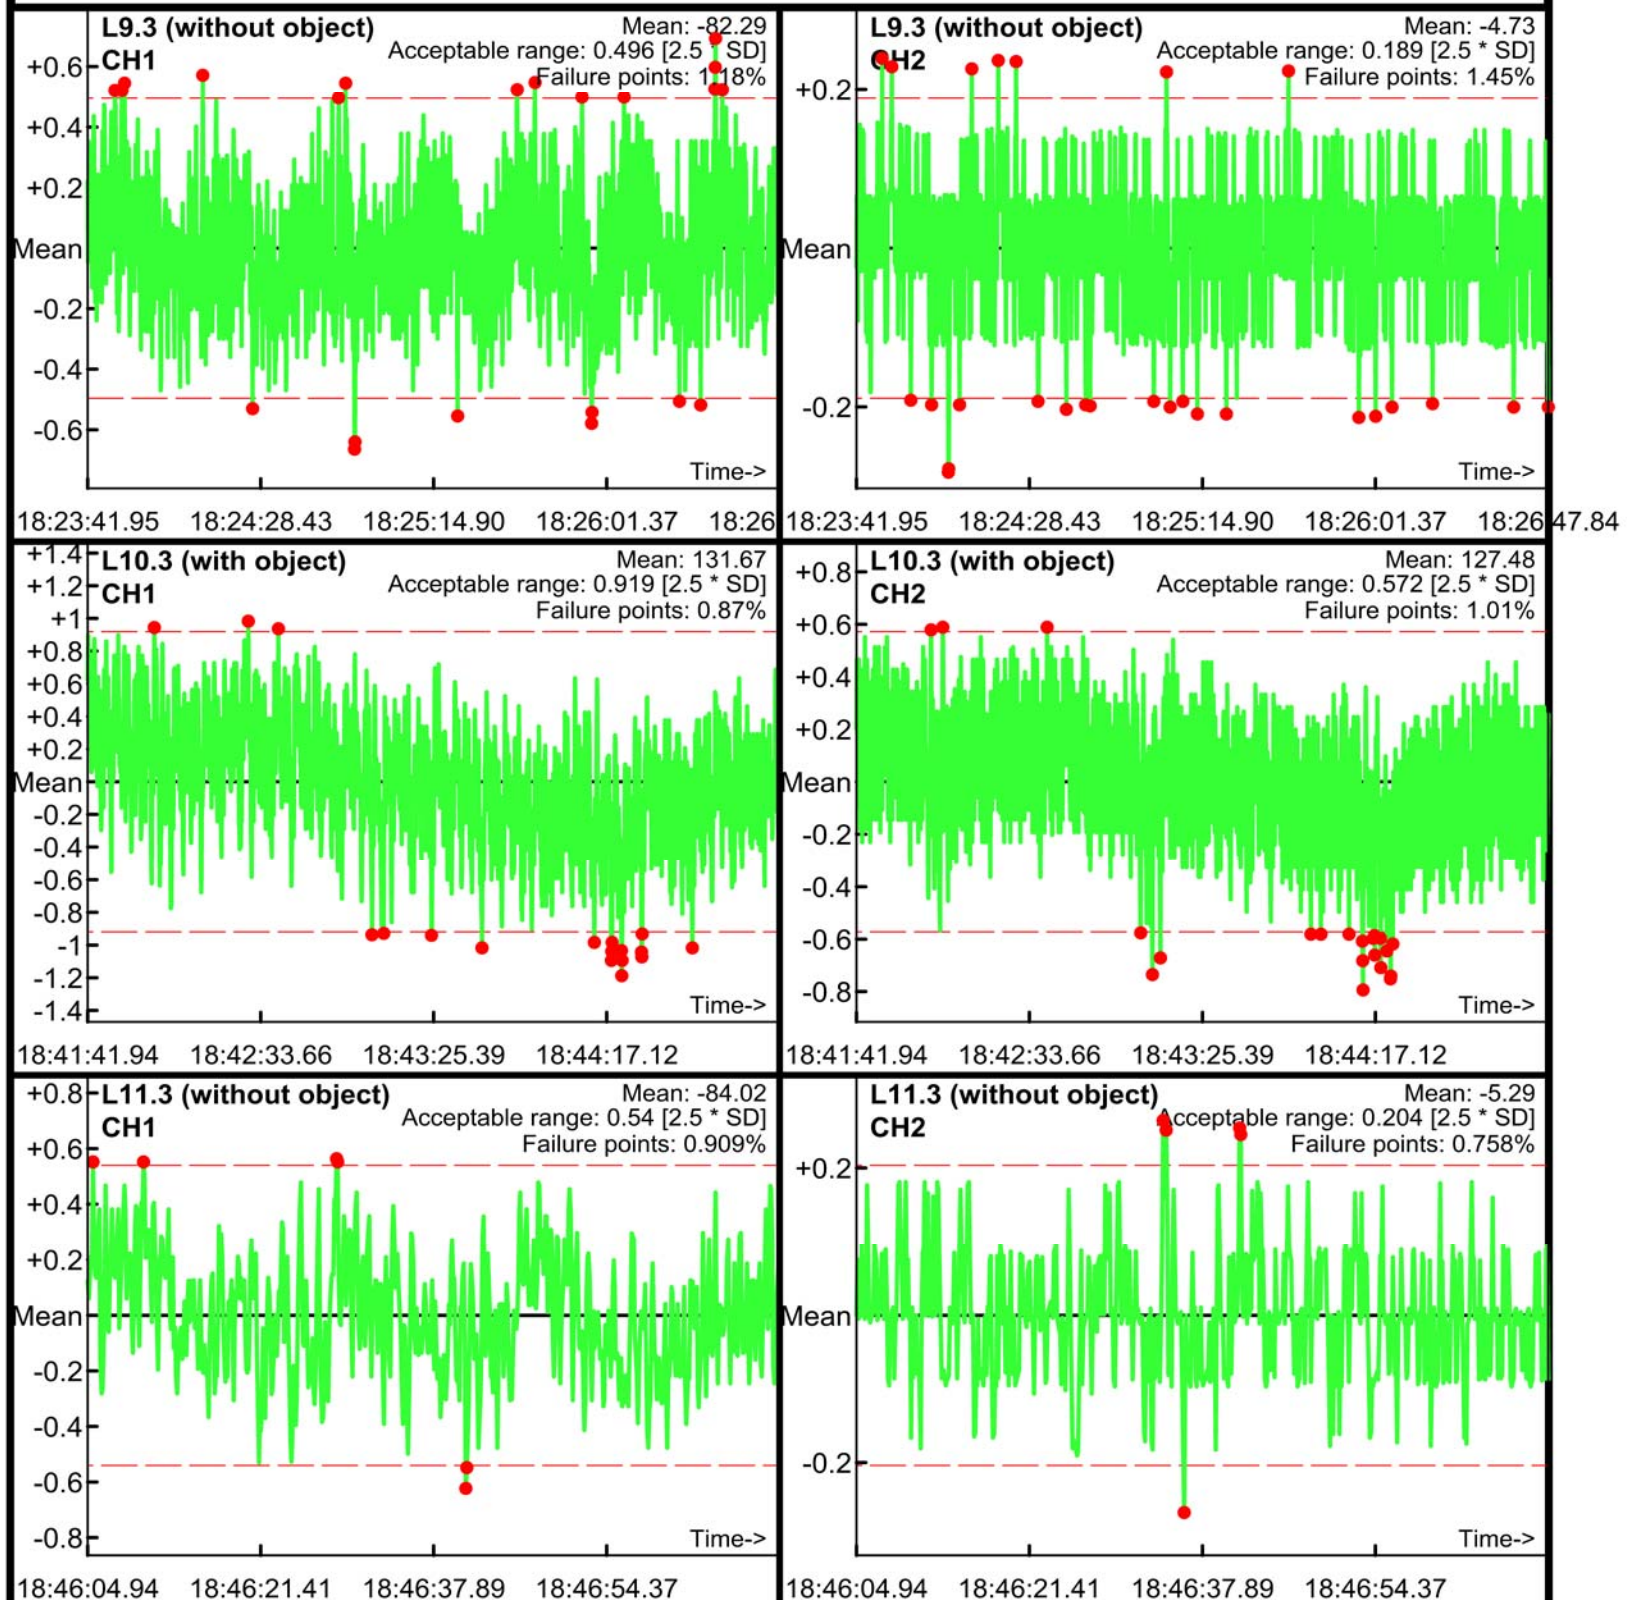 L9.3 (without object)
CH1
Mean: -82.29
Acceptable range: 0.496 [2.5 * SD]
Failure points: 1.18%
+0.6
+0.4
+0.2
Mean
-0.2
-0.4
-0.6
Time->
18:23:41.95 18:24:28.43 18:25:14.90 18:26:01.37 18:26
L9.3 (without object)
CH2
Mean: -4.73
Acceptable range: 0.189 [2.5 * SD]
Failure points: 1.45%
+0.2
Mean
-0.2
Time->
18:23:41.95 18:24:28.43 18:25:14.90 18:26:01.37 18:26:47.84
L10.3 (with object)
CH1
Mean: 131.67
Acceptable range: 0.919 [2.5 * SD]
Failure points: 0.87%
+1.4
+1.2
+1
+0.8
+0.6
+0.4
+0.2
Mean
-0.2
-0.4
-0.6
-0.8
-1
-1.2
-1.4
Time->
18:41:41.94 18:42:33.66 18:43:25.39 18:44:17.12
L10.3 (with object)
CH2
Mean: 127.48
Acceptable range: 0.572 [2.5 * SD]
Failure points: 1.01%
+0.8
+0.6
+0.4
+0.2
Mean
-0.2
-0.4
-0.6
-0.8
Time->
18:41:41.94 18:42:33.66 18:43:25.39 18:44:17.12
L11.3 (without object)
CH1
Mean: -84.02
Acceptable range: 0.54 [2.5 * SD]
Failure points: 0.909%
+0.8
+0.6
+0.4
+0.2
Mean
-0.2
-0.4
-0.6
-0.8
Time->
18:46:04.94 18:46:21.41 18:46:37.89 18:46:54.37
L11.3 (without object)
CH2
Mean: -5.29
Acceptable range: 0.204 [2.5 * SD]
Failure points: 0.758%
+0.2
Mean
-0.2
Time->
18:46:04.94 18:46:21.41 18:46:37.89 18:46:54.37